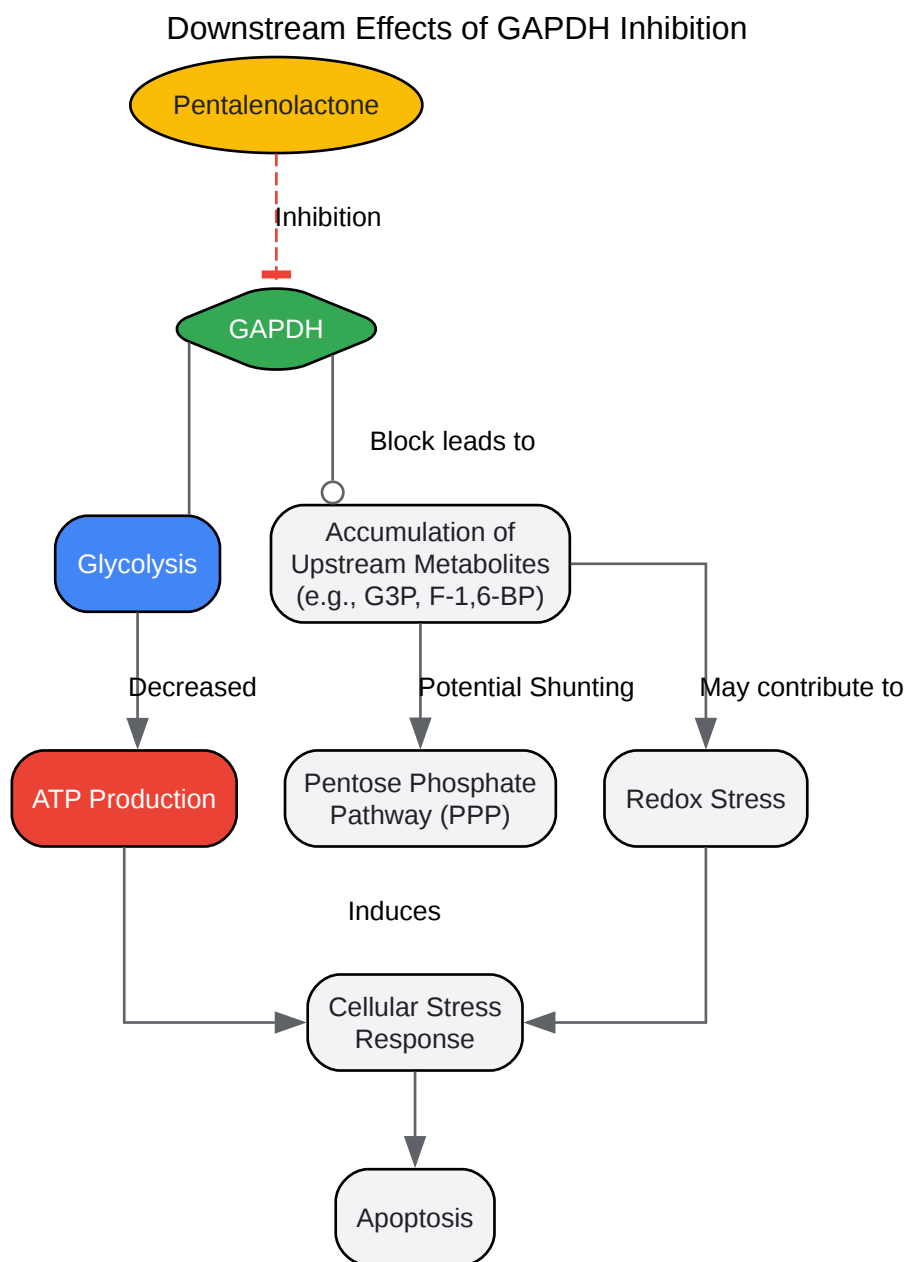 Downstream Effects of GAPDH Inhibition
Pentalenolactone
Inhibition
GAPDH
Block leads to
Glycolysis
Accumulation of
Upstream Metabolites
(e.g., G3P, F-1,6-BP)
Decreased
Potential Shunting
May contribute to
ATP Production
Pentose Phosphate
Pathway (PPP)
Redox Stress
Induces
Cellular Stress
Response
Apoptosis